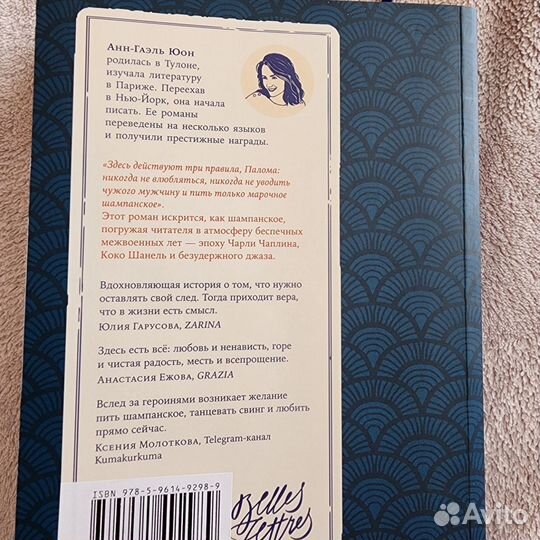 Анн-Гаэль Юон
родилась в Тулоне,
изучала литературу
в Париже. Переехав
в Нью-Йорк, она начала
писать. Ее романы
переведены на несколько языков
и получили престижные награды.
«Здесь действуют три правила, Палома:
никогда не влюбляться, никогда не уводить
чужого мужчину и пить только марочное
шампанское».
Этот роман искрится, как шампанское,
погружая читателя в атмосферу беспечных
межвоенных лет — эпоху Чарли Чаплина,
Коко Шанель и безудержного джаза.
Вдохновляющая история о том, что нужно
оставлять свой след. Тогда приходит вера,
что в жизни есть смысл.
Юлия Гарусова, ZARINA
Здесь есть всё: любовь и ненависть, горе
и чистая радость, месть и всепрощение.
Анастасия Ежова, GRAZIA
Вслед за героинями возникает желание
пить шампанское, танцевать свинг и любить
прямо сейчас.
Ксения Молоткова, Telegram-канал
Kumakurkuma
ISBN 978-5-9614-9298-9
Belles
Lettres
Avito